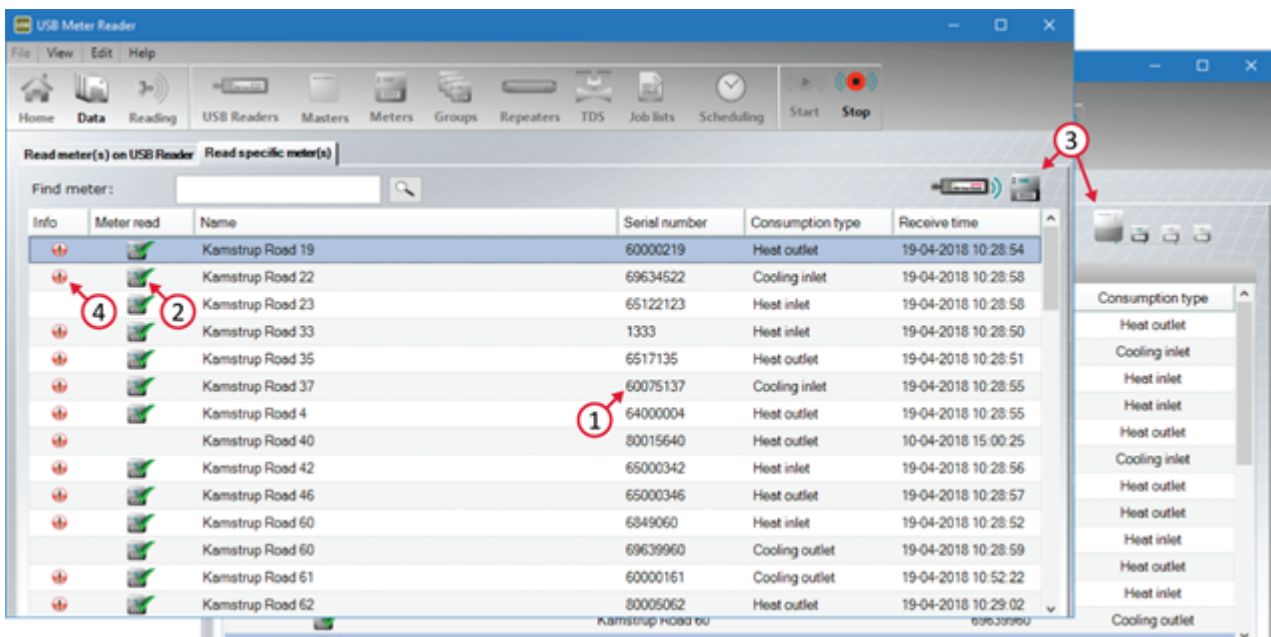 USB Meter Reader
File View Edit Help
Home Data Reading USB Readers Masters Meters Groups Repeaters TDS Job lists Scheduling Start Stop
Read meter(s) on USB Reader Read specific meter(s)
3
Find meter:
Info Meter read Name Serial number Consumption type Receive time
Kamstrup Road 19 60000219 Heat outlet 19-04-2018 10:28:54
Kamstrup Road 22 69634522 Cooling inlet 19-04-2018 10:28:58
4 2
Kamstrup Road 23 65122123 Heat inlet 19-04-2018 10:28:58
Kamstrup Road 33 1333 Heat inlet 19-04-2018 10:28:50
Kamstrup Road 35 6517135 Heat outlet 19-04-2018 10:28:51
Kamstrup Road 37 60075137 Cooling inlet 19-04-2018 10:28:55
1
Kamstrup Road 4 64000004 Heat outlet 19-04-2018 10:28:55
Kamstrup Road 40 80015640 Heat outlet 10-04-2018 15:00:25
Kamstrup Road 42 65000342 Heat inlet 19-04-2018 10:28:56
Kamstrup Road 46 65000346 Heat outlet 19-04-2018 10:28:57
Kamstrup Road 60 6849060 Heat inlet 19-04-2018 10:28:52
Kamstrup Road 60 69639960 Cooling outlet 19-04-2018 10:28:59
Kamstrup Road 61 60000161 Cooling outlet 19-04-2018 10:52:22
Kamstrup Road 62 80005062 Heat outlet 19-04-2018 10:29:02
Consumption type
Heat outlet
Cooling inlet
Heat inlet
Heat inlet
Heat outlet
Cooling inlet
Heat outlet
Heat outlet
Heat inlet
Heat outlet
Heat inlet
Kamstrup Road 60 69639960 Cooling outlet